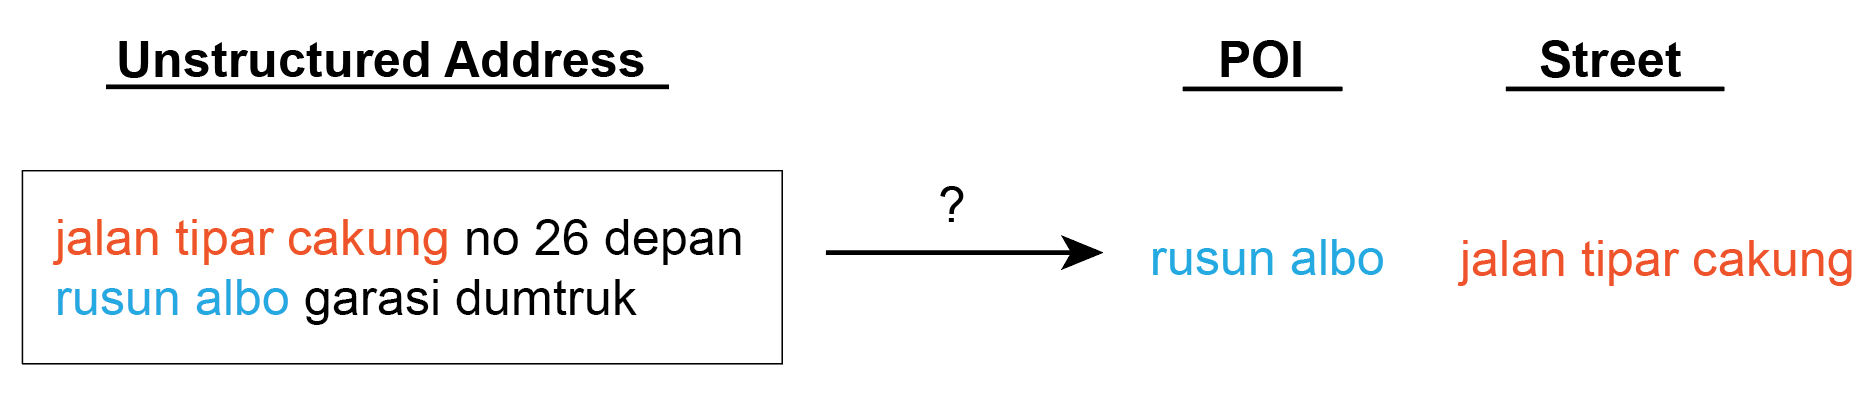 Unstructured Address
POI
Street
jalan tipar cakung no 26 depan
rusun albo garasi dumtruk
?
rusun albo
jalan tipar cakung